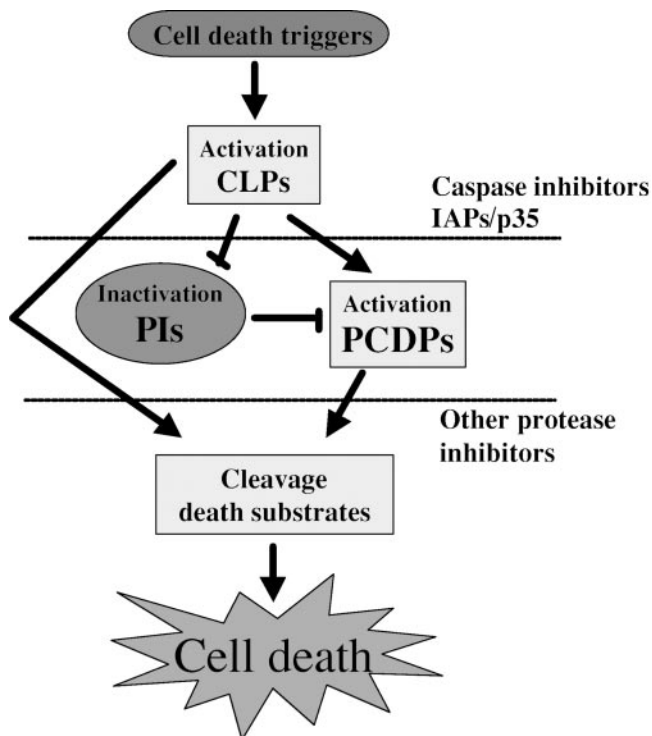 Cell death triggers
Activation
CLPs
Caspase inhibitors
IAPs/p35
Inactivation
PIs
Activation
PCDPs
Other protease
inhibitors
Cleavage
death substrates
Cell death